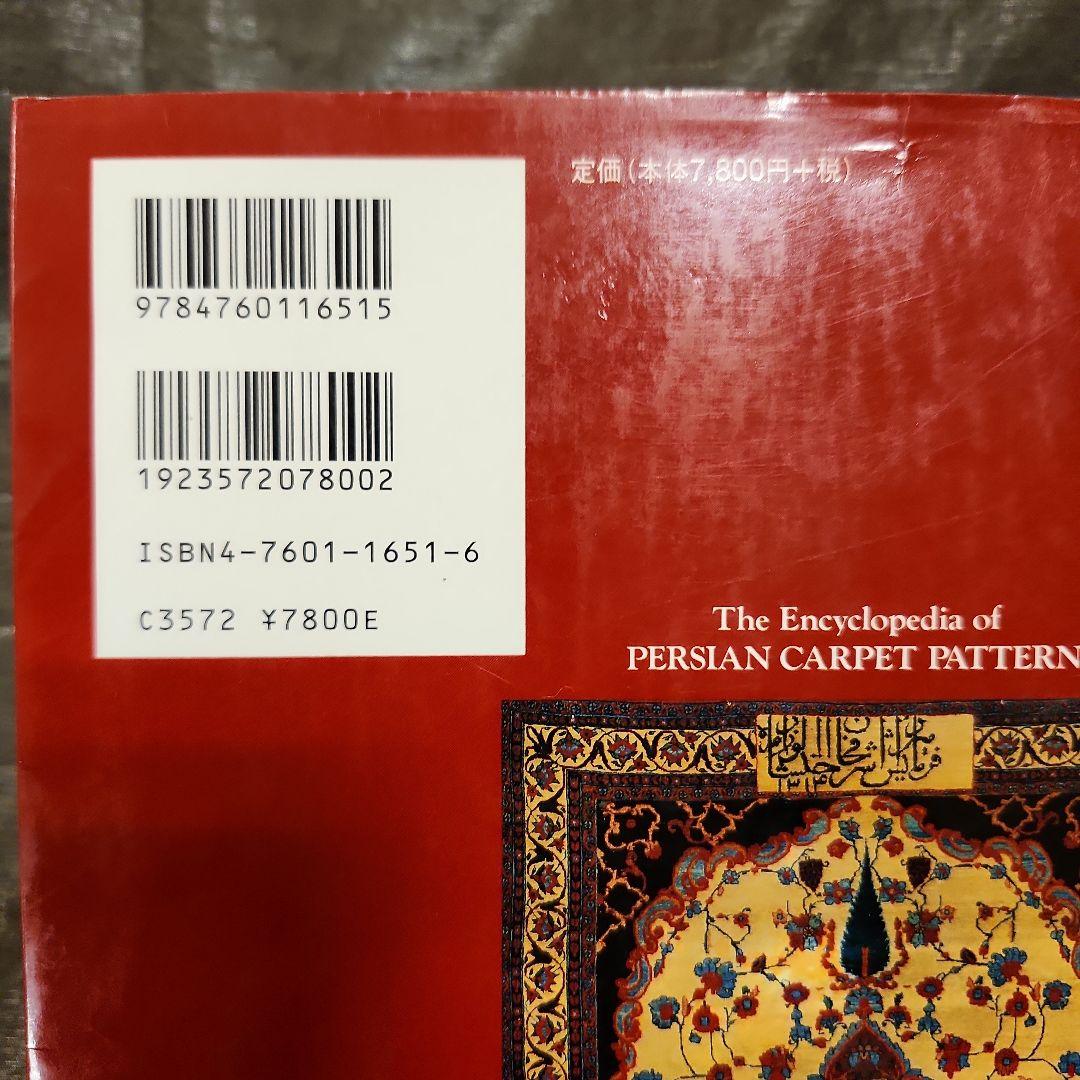 定価(本体7,800円+税)
9784760116515
1923572078002
ISBN4-7601-1651-6
C3572 ¥7800E
The Encyclopedia of
PERSIAN CARPET PATTERN
۱۳۱۴